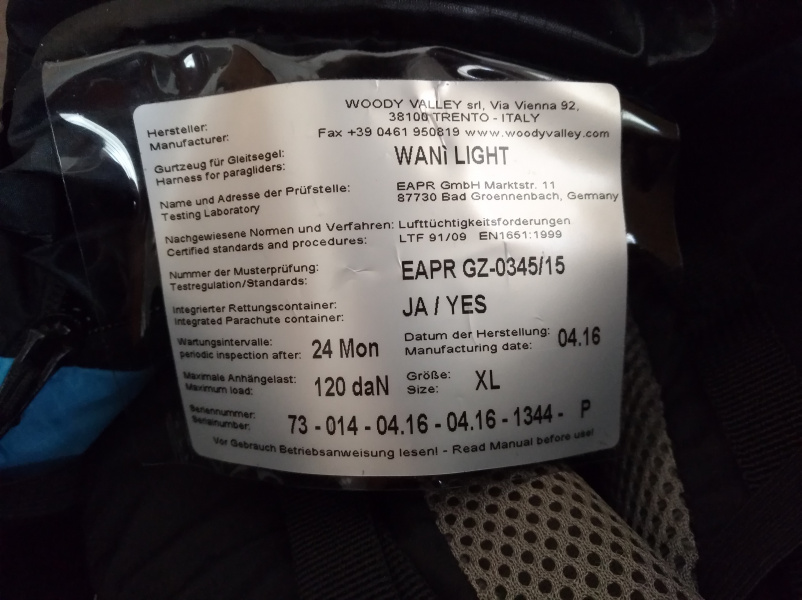 WOODY VALLEY srl, Via Vienna 92,
38100 TRENTO - ITALY
Hersteller:
Manufacturer:
Fax +39 0461 950819 www.woodyvalley.com
Gurtzeug für Gleitsegel:
Harness for paragliders:
WANi LIGHT
Name und Adresse der Prüfstelle:
Testing Laboratory
EAPR GmbH Marktstr. 11
87730 Bad Groennenbach, Germany
Nachgewiesene Normen und Verfahren: Lufttüchtigkeitsforderungen
Certified standards and procedures: LTF 91/09 EN1651:1999
Nummer der Musterprüfung:
Testregulation/Standards:
EAPR GZ-0345/15
Integrierter Rettungscontainer:
Integrated Parachute container:
JA / YES
Wartungsintervalle:
periodic inspection after:
24 Mon
Datum der Herstellung:
Manufacturing date:
04.16
Maximale Anhängelast:
Maximum load:
120 daN
Größe:
Size:
XL
Seriennummer:
Serialnumber:
73 - 014 - 04.16 - 04.16 - 1344 - P
Vor Gebrauch Betriebsanweisung lesen! - Read Manual before use!